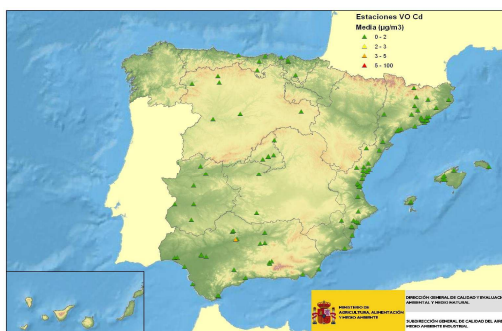 Estaciones VO Cd
Media (µg/m3)
0 - 2
2 - 3
3 - 5
5 - 100
MINISTERIO DE
AGRICULTURA, ALIMENTACIÓN
Y MEDIO AMBIENTE
DIRECCIÓN GENERAL DE CALIDAD Y EVALUAC
AMBIENTAL Y MEDIO NATURAL
SUBDIRECCIÓN GENERAL DE CALIDAD DEL AIRE
MEDIO AMBIENTE INDUSTRIAL